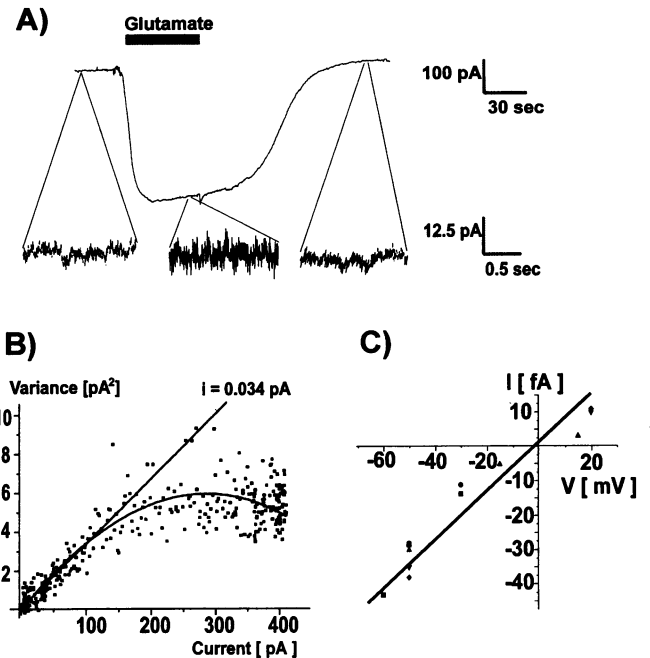 A)
Glutamate
100 pA
30 sec
12.5 pA
0.5 sec
B)
Variance [pA²]
i = 0.034 pA
10
8
6
4
2
100 200 300 400
Current [ pA ]
C)
I [ fA ]
10
-60 -40 -20 20
V [ mV ]
-10
-20
-30
-40